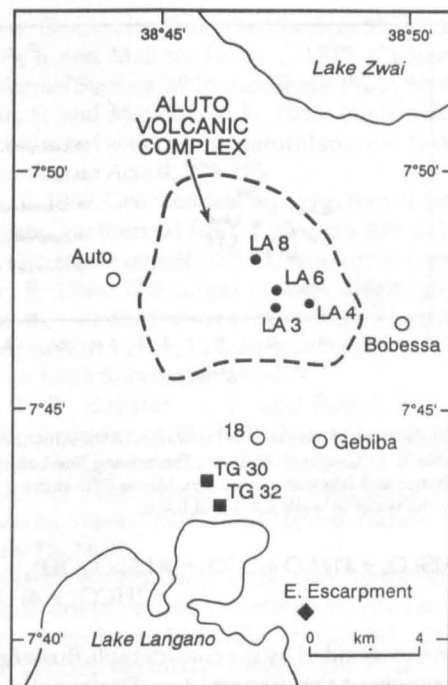 38°45'
38°50'
Lake Zwai
ALUTO
VOLCANIC
COMPLEX
7°50'
7°50'
Auto
LA 8
LA 6
LA 3
LA 4
Bobessa
7°45'
7°45'
18
Gebiba
TG 30
TG 32
E. Escarpment
7°40'
Lake Langano
0 km 4
7°40'